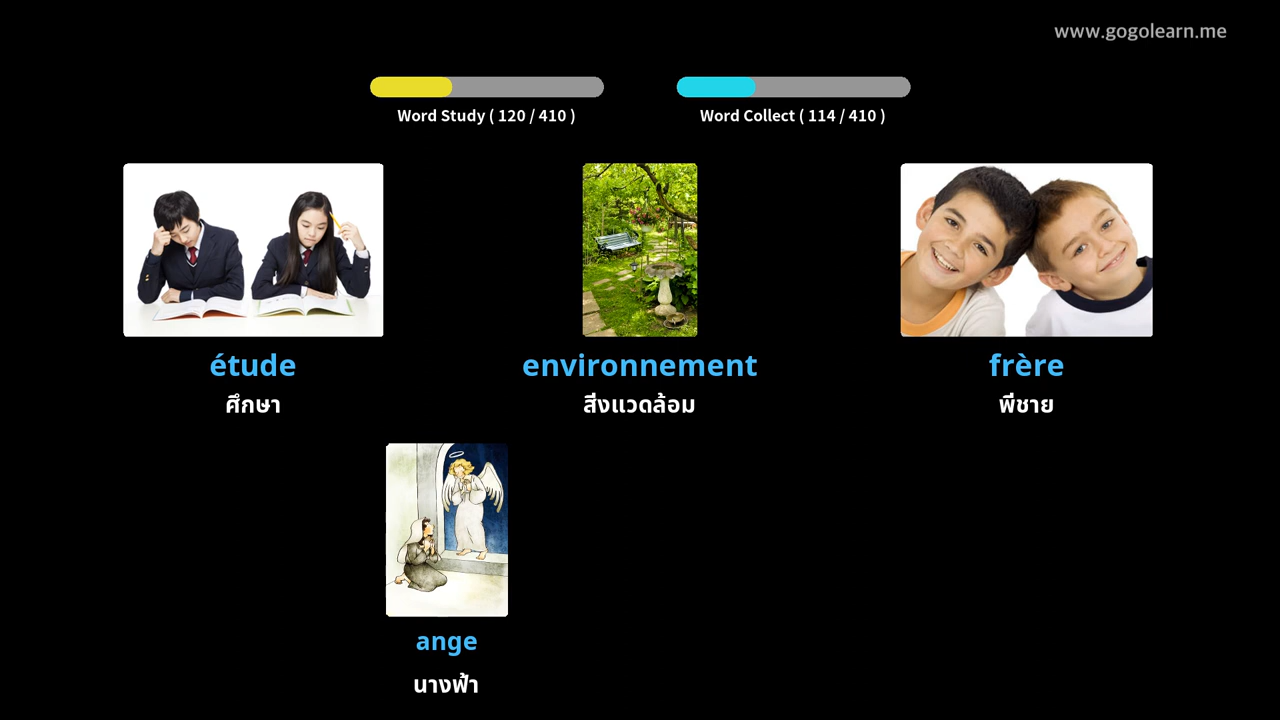 www.gogolearn.me
Word Study ( 120 / 410 )
Word Collect ( 114 / 410 )
étude
environnement
frère
ศึกษา
สิ่งแวดล้อม
พี่ชาย
ange
นางฟ้า